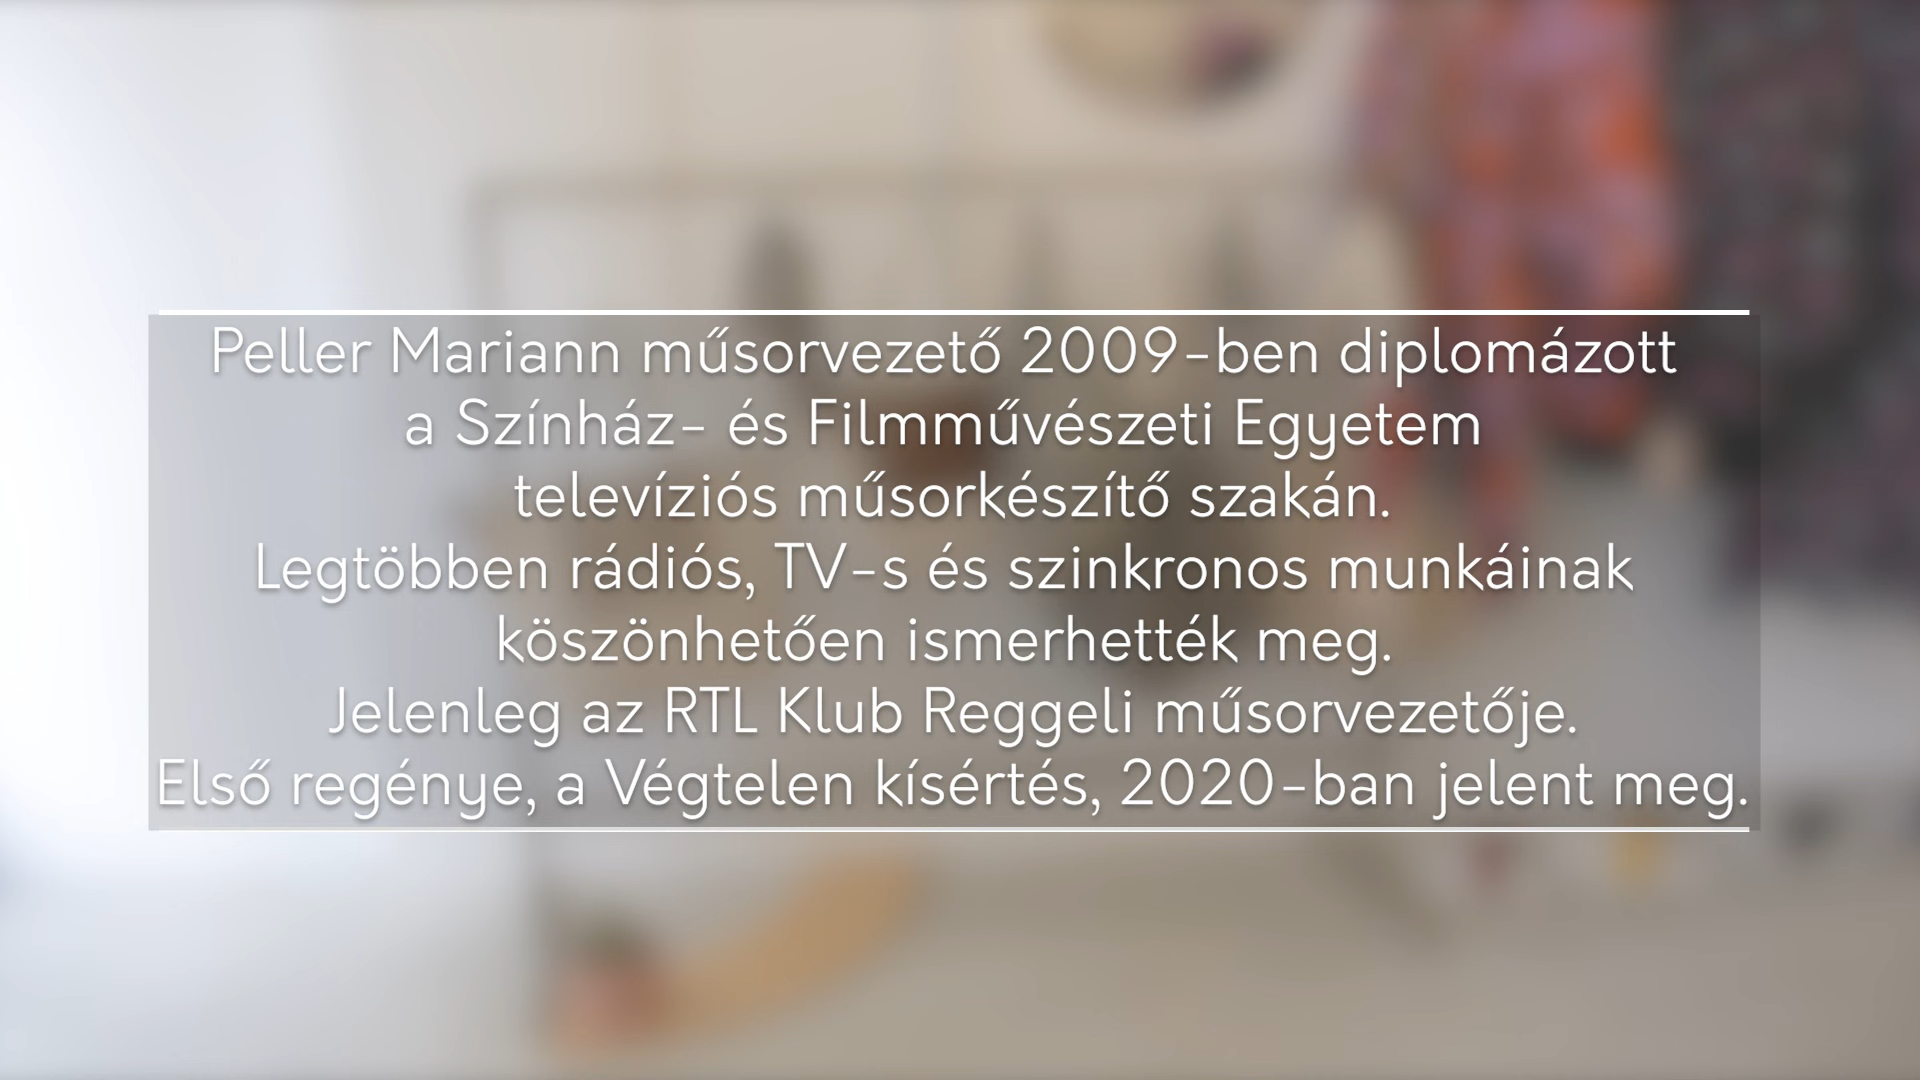 Peller Mariann műsorvezető 2009-ben diplomázott
a Színház- és Filmművészeti Egyetem
televíziós műsorkészítő szakán.
Legtöbben rádiós, TV-s és szinkronos munkáinak
köszönhetően ismerhették meg.
Jelenleg az RTL Klub Reggeli műsorvezetője.
Első regénye, a Végtelen kísértés, 2020-ban jelent meg.